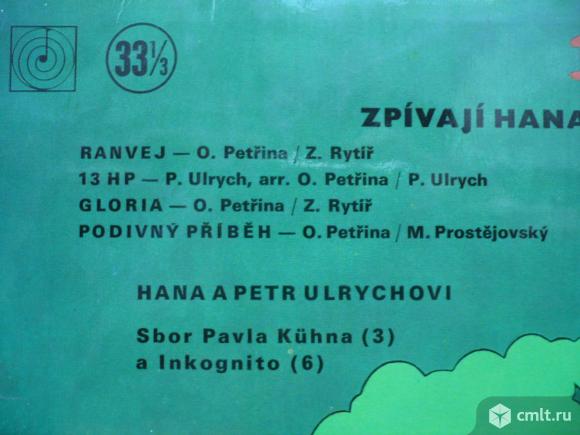 33⅓
ZPÍVAJÍ HANA
RANVEJ — O. Petřina / Z. Rytíř
13 HP — P. Ulrych, arr. O. Petřina / P. Ulrych
GLORIA — O. Petřina / Z. Rytíř
PODIVNÝ PŘÍBĚH — O. Petřina / M. Prostějovský
HANA A PETR ULRYCHOVI
Sbor Pavla Kühna (3)
a Inkognito (6)
cmlt.ru